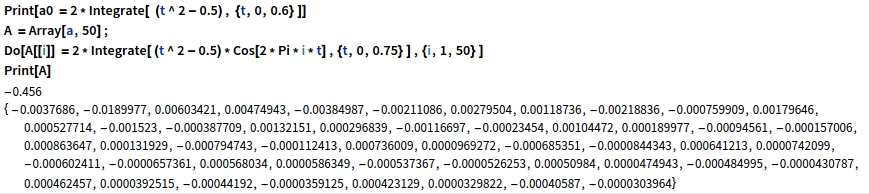 Print[a0 = 2 * Integrate[ (t ^ 2 − 0.5) , {t, 0, 0.6} ]]
A = Array[a, 50] ;
Do[A[[i]] = 2 * Integrate[ (t ^ 2 − 0.5) * Cos[2 * Pi * i * t] , {t, 0, 0.75} ] , {i, 1, 50} ]
Print[A]
−0.456
{ −0.0037686, −0.0189977, 0.00603421, 0.00474943, −0.00384987, −0.00211086, 0.00279504, 0.00118736, −0.00218836, −0.000759909, 0.00179646,
0.000527714, −0.001523, −0.000387709, 0.00132151, 0.000296839, −0.00116697, −0.00023454, 0.00104472, 0.000189977, −0.00094561, −0.000157006,
0.000863647, 0.000131929, −0.000794743, −0.000112413, 0.000736009, 0.0000969272, −0.000685351, −0.0000844343, 0.000641213, 0.0000742099,
−0.000602411, −0.0000657361, 0.000568034, 0.0000586349, −0.000537367, −0.0000526253, 0.00050984, 0.0000474943, −0.000484995, −0.0000430787,
0.000462457, 0.0000392515, −0.00044192, −0.0000359125, 0.000423129, 0.0000329822, −0.00040587, −0.0000303964}